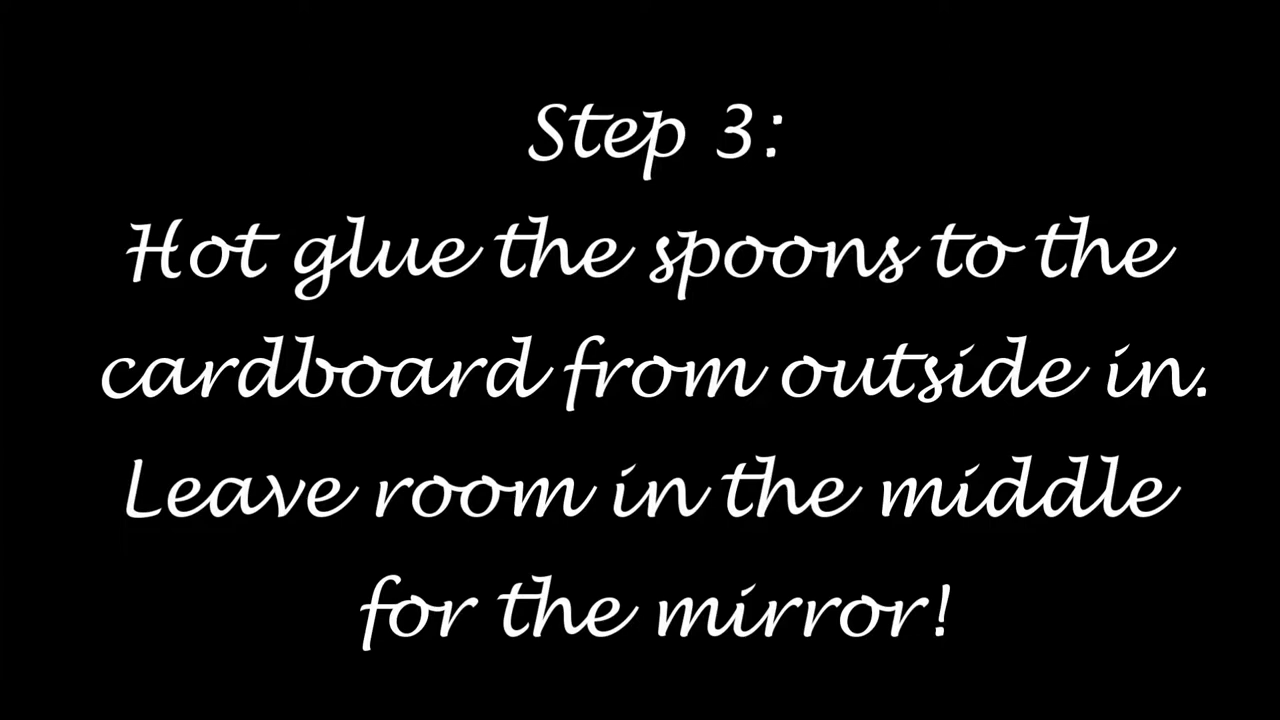 Step 3:
Hot glue the spoons to the
cardboard from outside in.
Leave room in the middle
for the mirror!